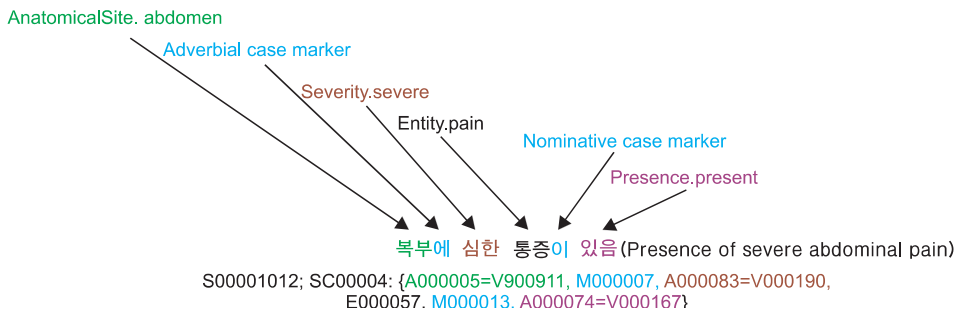 AnatomicalSite. abdomen
Adverbial case marker
Severity.severe
Entity.pain
Nominative case marker
Presence.present
복부에 심한 통증이 있음(Presence of severe abdominal pain)
S00001012; SC00004: {A000005=V900911, M000007, A000083=V000190,
E000057, M000013, A000074=V000167}